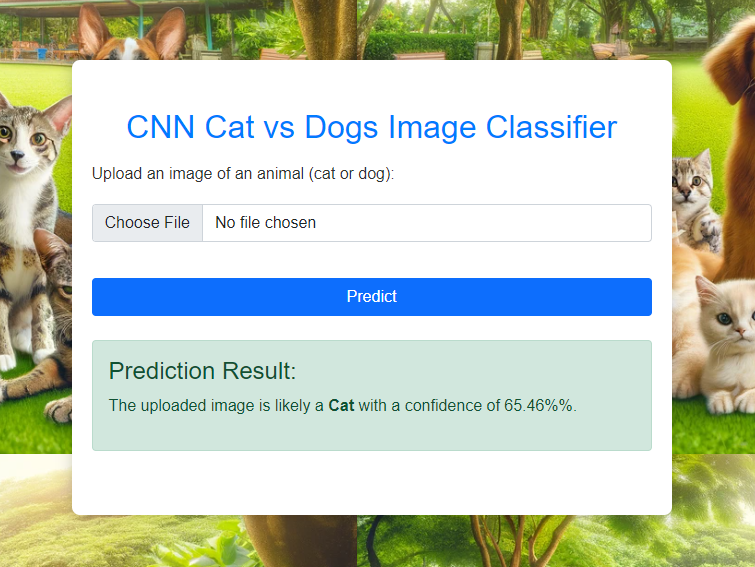 CNN Cat vs Dogs Image Classifier
Upload an image of an animal (cat or dog):
Choose File No file chosen
Predict
Prediction Result:
The uploaded image is likely a Cat with a confidence of 65.46%%.